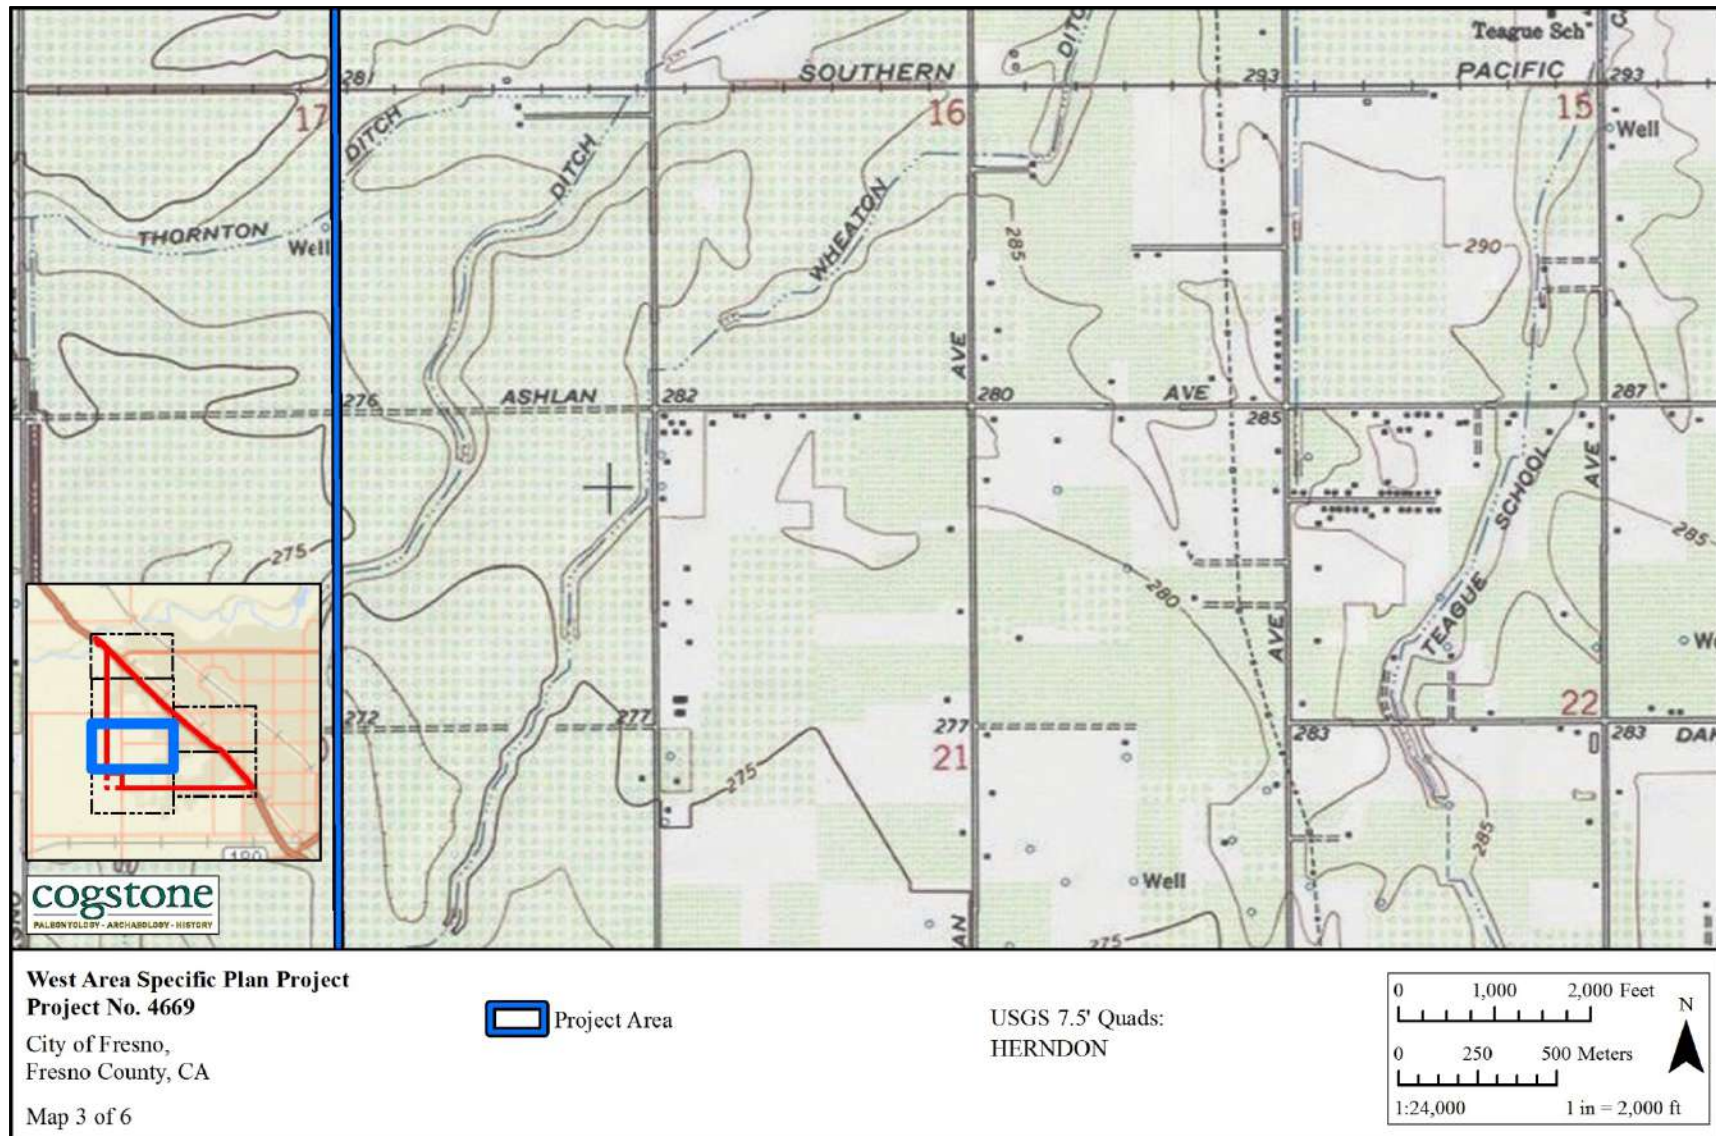 DITCH
Teague Sch
281
SOUTHERN
293
PACIFIC
293
17
16
15
DITCH
DITCH
Well
THORNTON
Well
WHEATON
285
290
AVE
276
ASHLAN
282
280
AVE
285
287
AVE
SCHOOL
275
285
280
TEAGUE
AVE
272
277
277
22
283
283
21
275
285
Well
AN
275
180
cogstone
PALEONTOLOGY - ARCHAEOLOGY - HISTORY
West Area Specific Plan Project
Project No. 4669
City of Fresno,
Fresno County, CA
Map 3 of 6
Project Area
USGS 7.5' Quads:
HERNDON
0 1,000 2,000 Feet
N
0 250 500 Meters
1:24,000 1 in = 2,000 ft